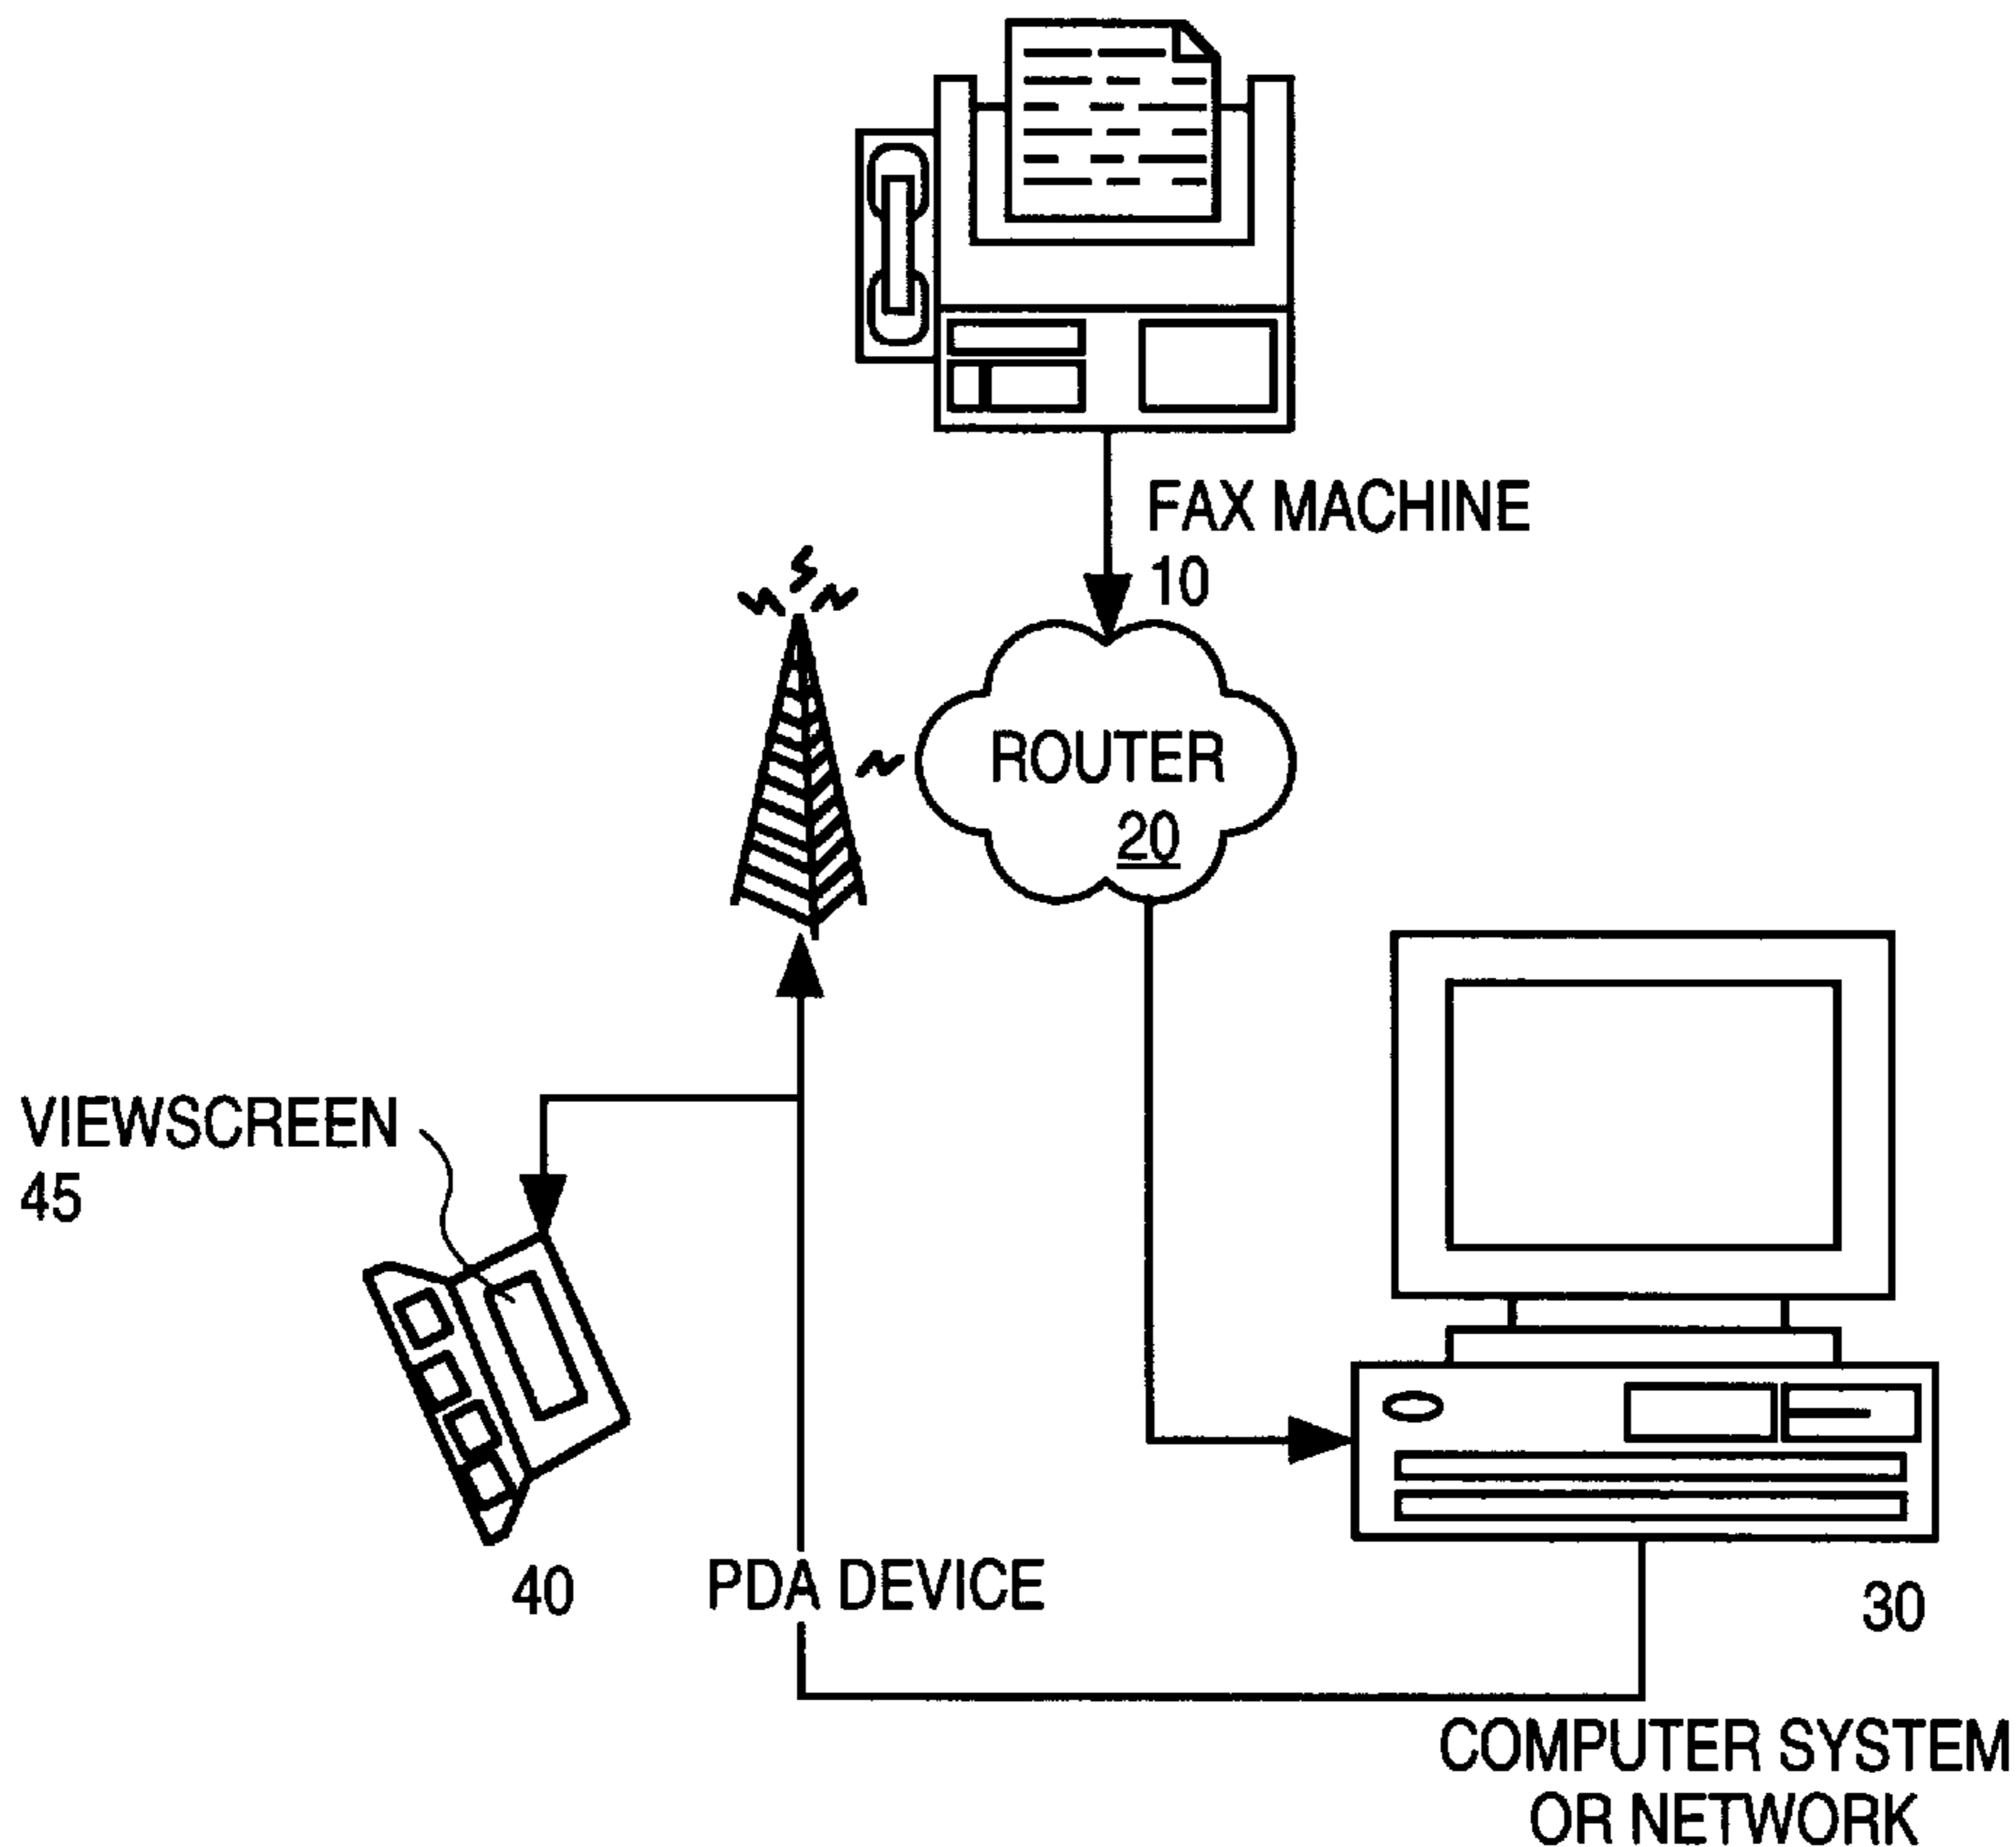 FAX MACHINE
10
ROUTER
20
VIEWSCREEN
45
40
PDA DEVICE
30
COMPUTER SYSTEM
OR NETWORK